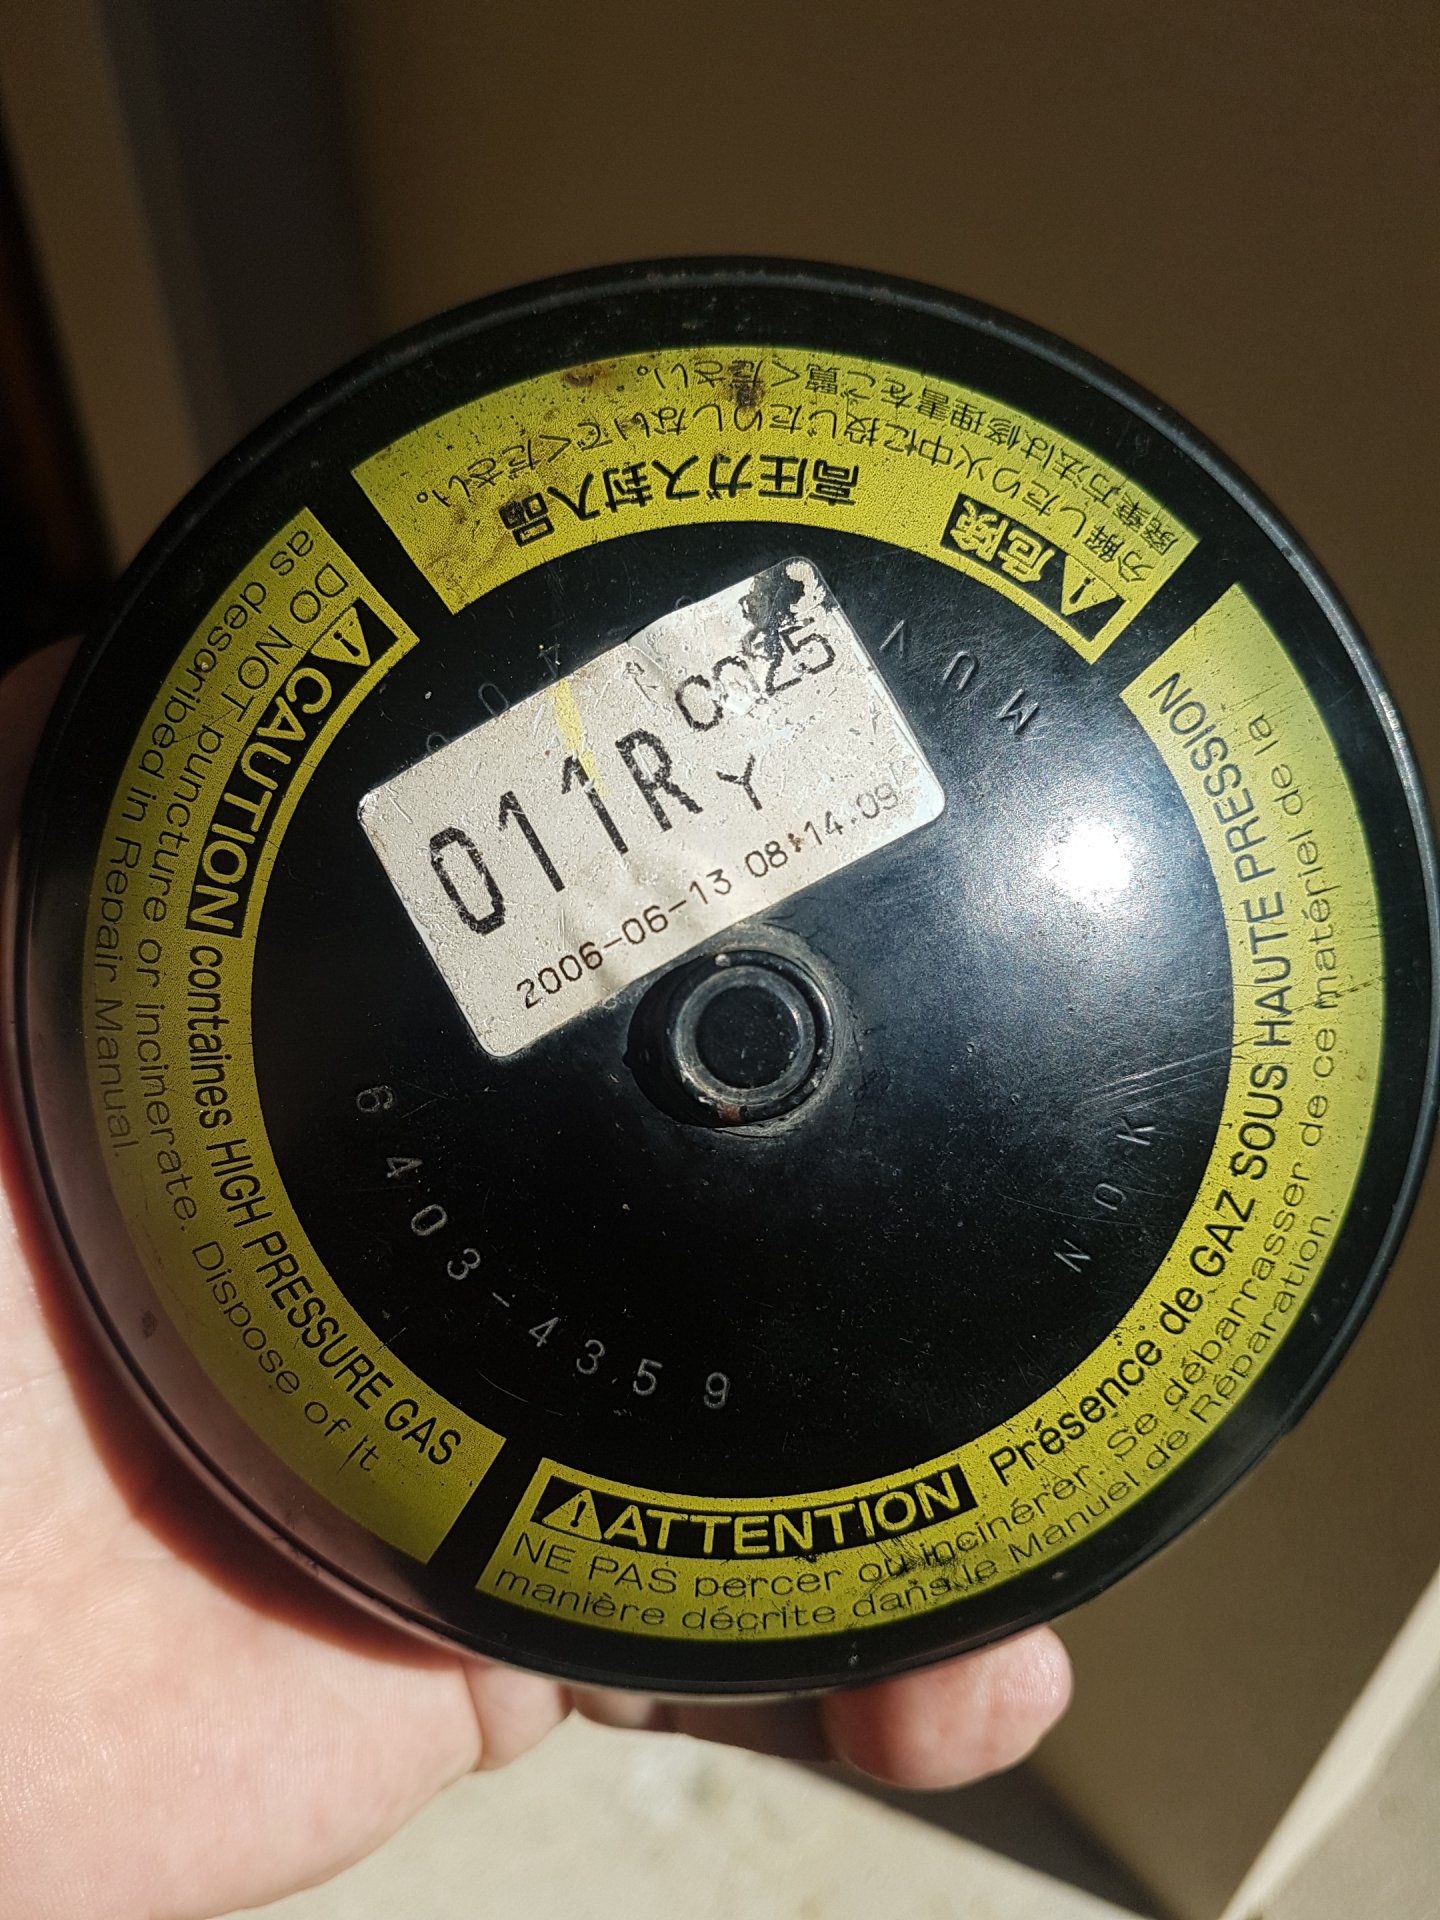 危険 高圧ガス封入品
分解したり火中に投じたりしないでください。
廃棄方法は修理書をご覧ください。
CAUTION containes HIGH PRESSURE GAS
DO NOT puncture or incinerate. Dispose of it
as desoribed in Repair Manual.
ATTENTION Présence de GAZ SOUS HAUTE PRESSION
NE PAS percer ou incinérer. Se débarrasser de ce matériel de la
manière décrite dans le Manuel de Réparation.
011R
Y
2006-06-13 08:14.09
6403-4359
NOK
MUV